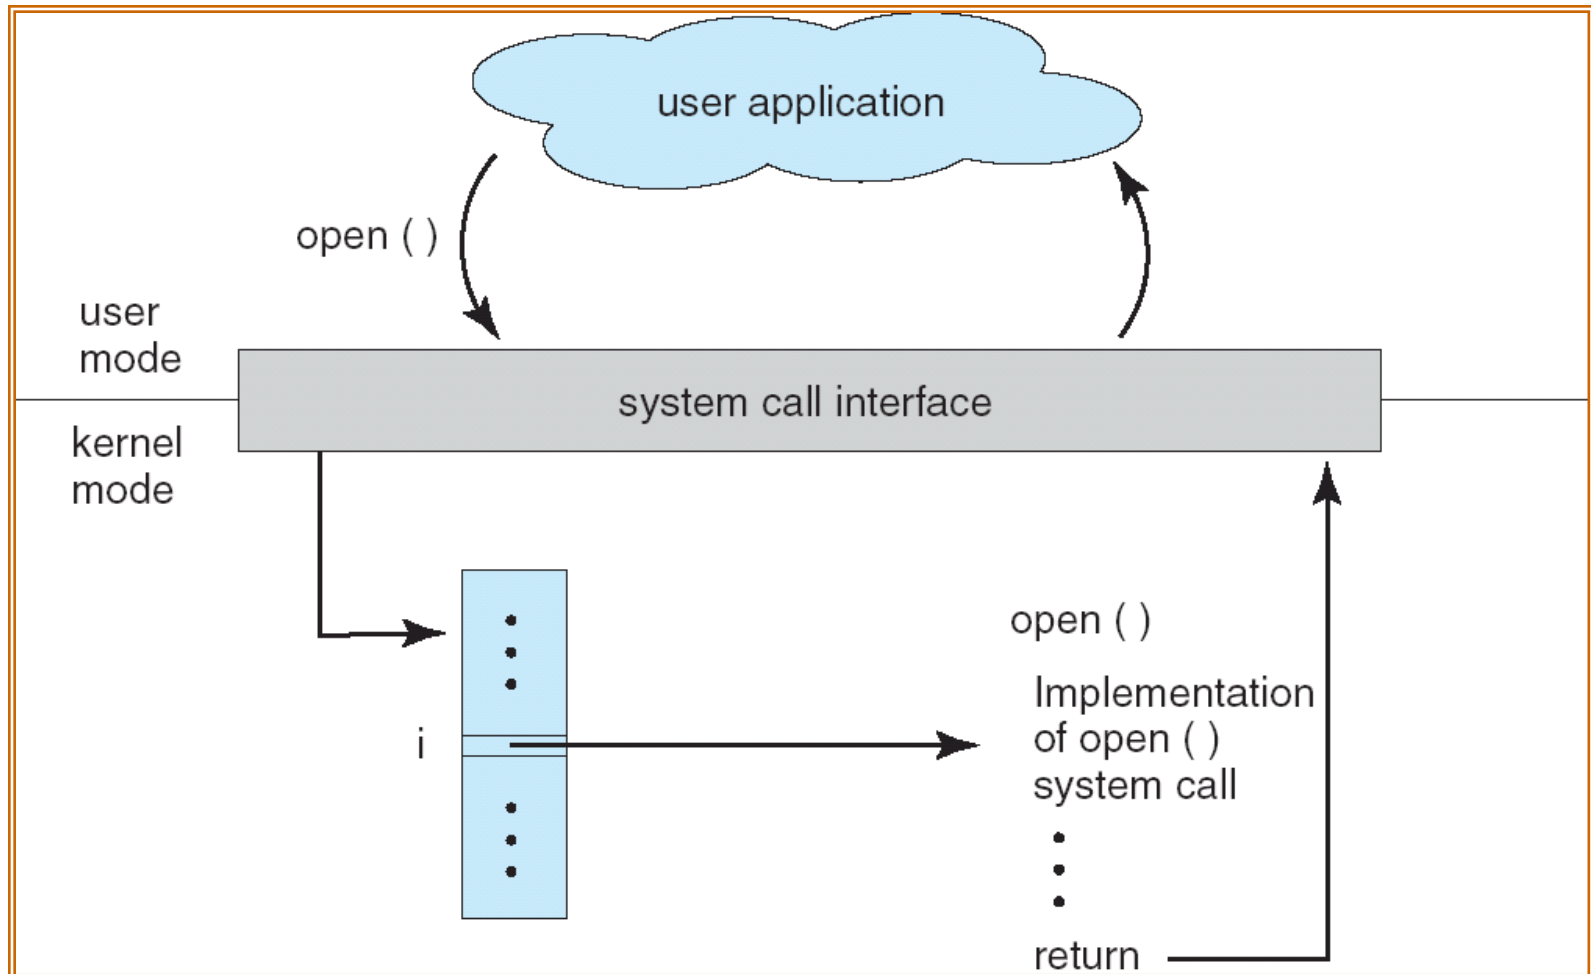 user application
open ( )
user
mode
system call interface
kernel
mode
open ( )
Implementation
of open ( )
system call
i
return